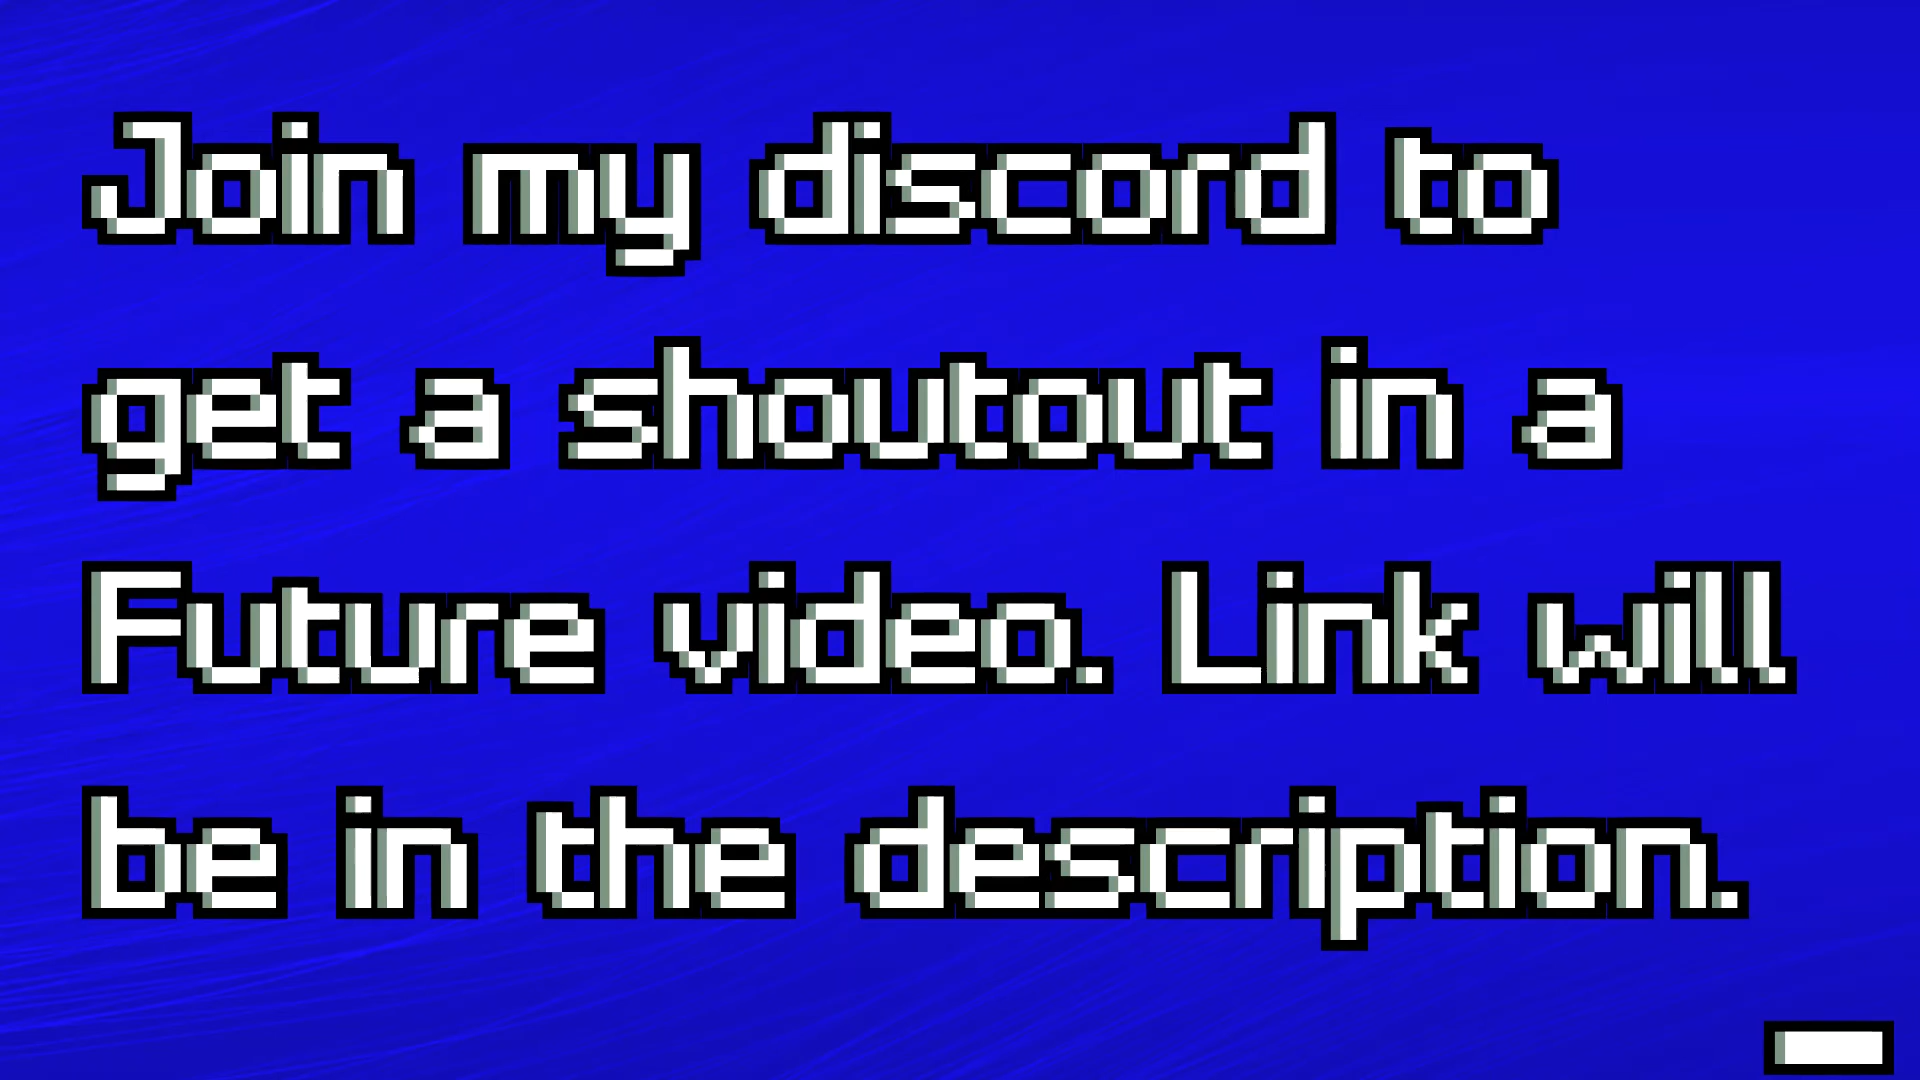 Join my discord to
get a shoutout in a
Future video. Link will
be in the description.